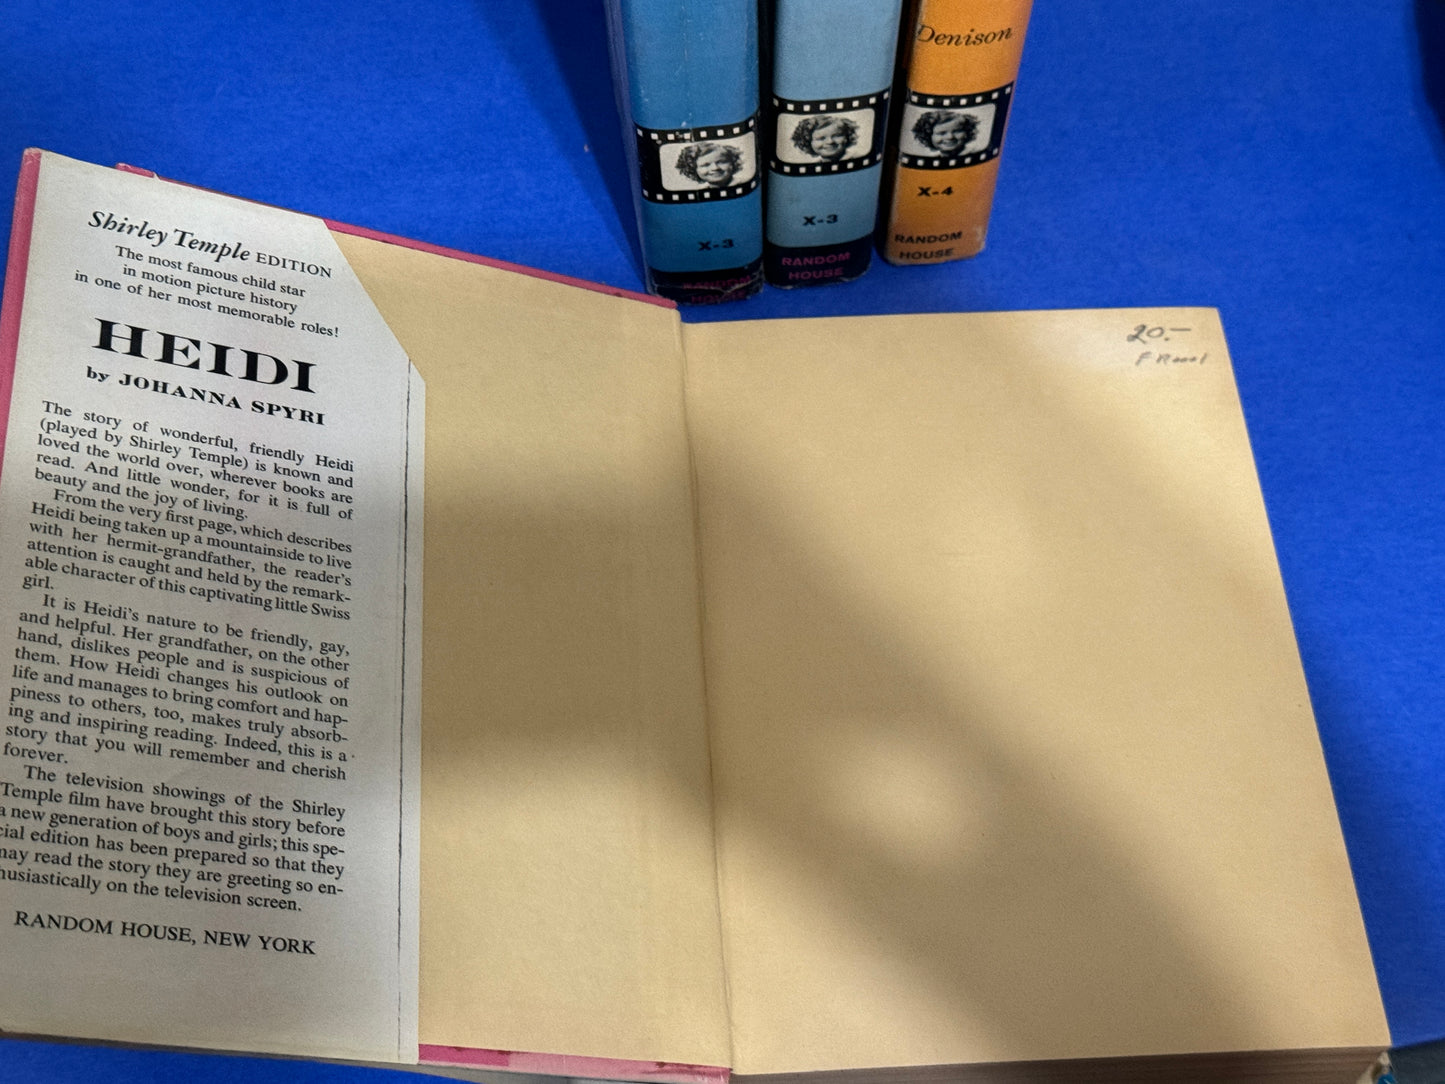 Denison
X-3
RANDOM
HOUSE
X-3
RANDOM
HOUSE
X-4
RANDOM
HOUSE
Shirley Temple EDITION
The most famous child star
in motion picture history
in one of her most memorable roles!
HEIDI
by JOHANNA SPYRI
The story of wonderful, friendly Heidi
(played by Shirley Temple) is known and
loved the world over, wherever books are
read. And little wonder, for it is full of
beauty and the joy of living.
From the very first page, which describes
Heidi being taken up a mountainside to live
with her hermit-grandfather, the reader's
attention is caught and held by the remark-
able character of this captivating little Swiss
girl.
It is Heidi's nature to be friendly, gay,
and helpful. Her grandfather, on the other
hand, dislikes people and is suspicious of
them. How Heidi changes his outlook on
life and manages to bring comfort and hap-
piness to others, too, makes truly absorb-
ing and inspiring reading. Indeed, this is a
story that you will remember and cherish
forever.
The television showings of the Shirley
Temple film have brought this story before
a new generation of boys and girls; this spe-
cial edition has been prepared so that they
may read the story they are greeting so en-
husiastically on the television screen.
RANDOM HOUSE, NEW YORK
20.—
F